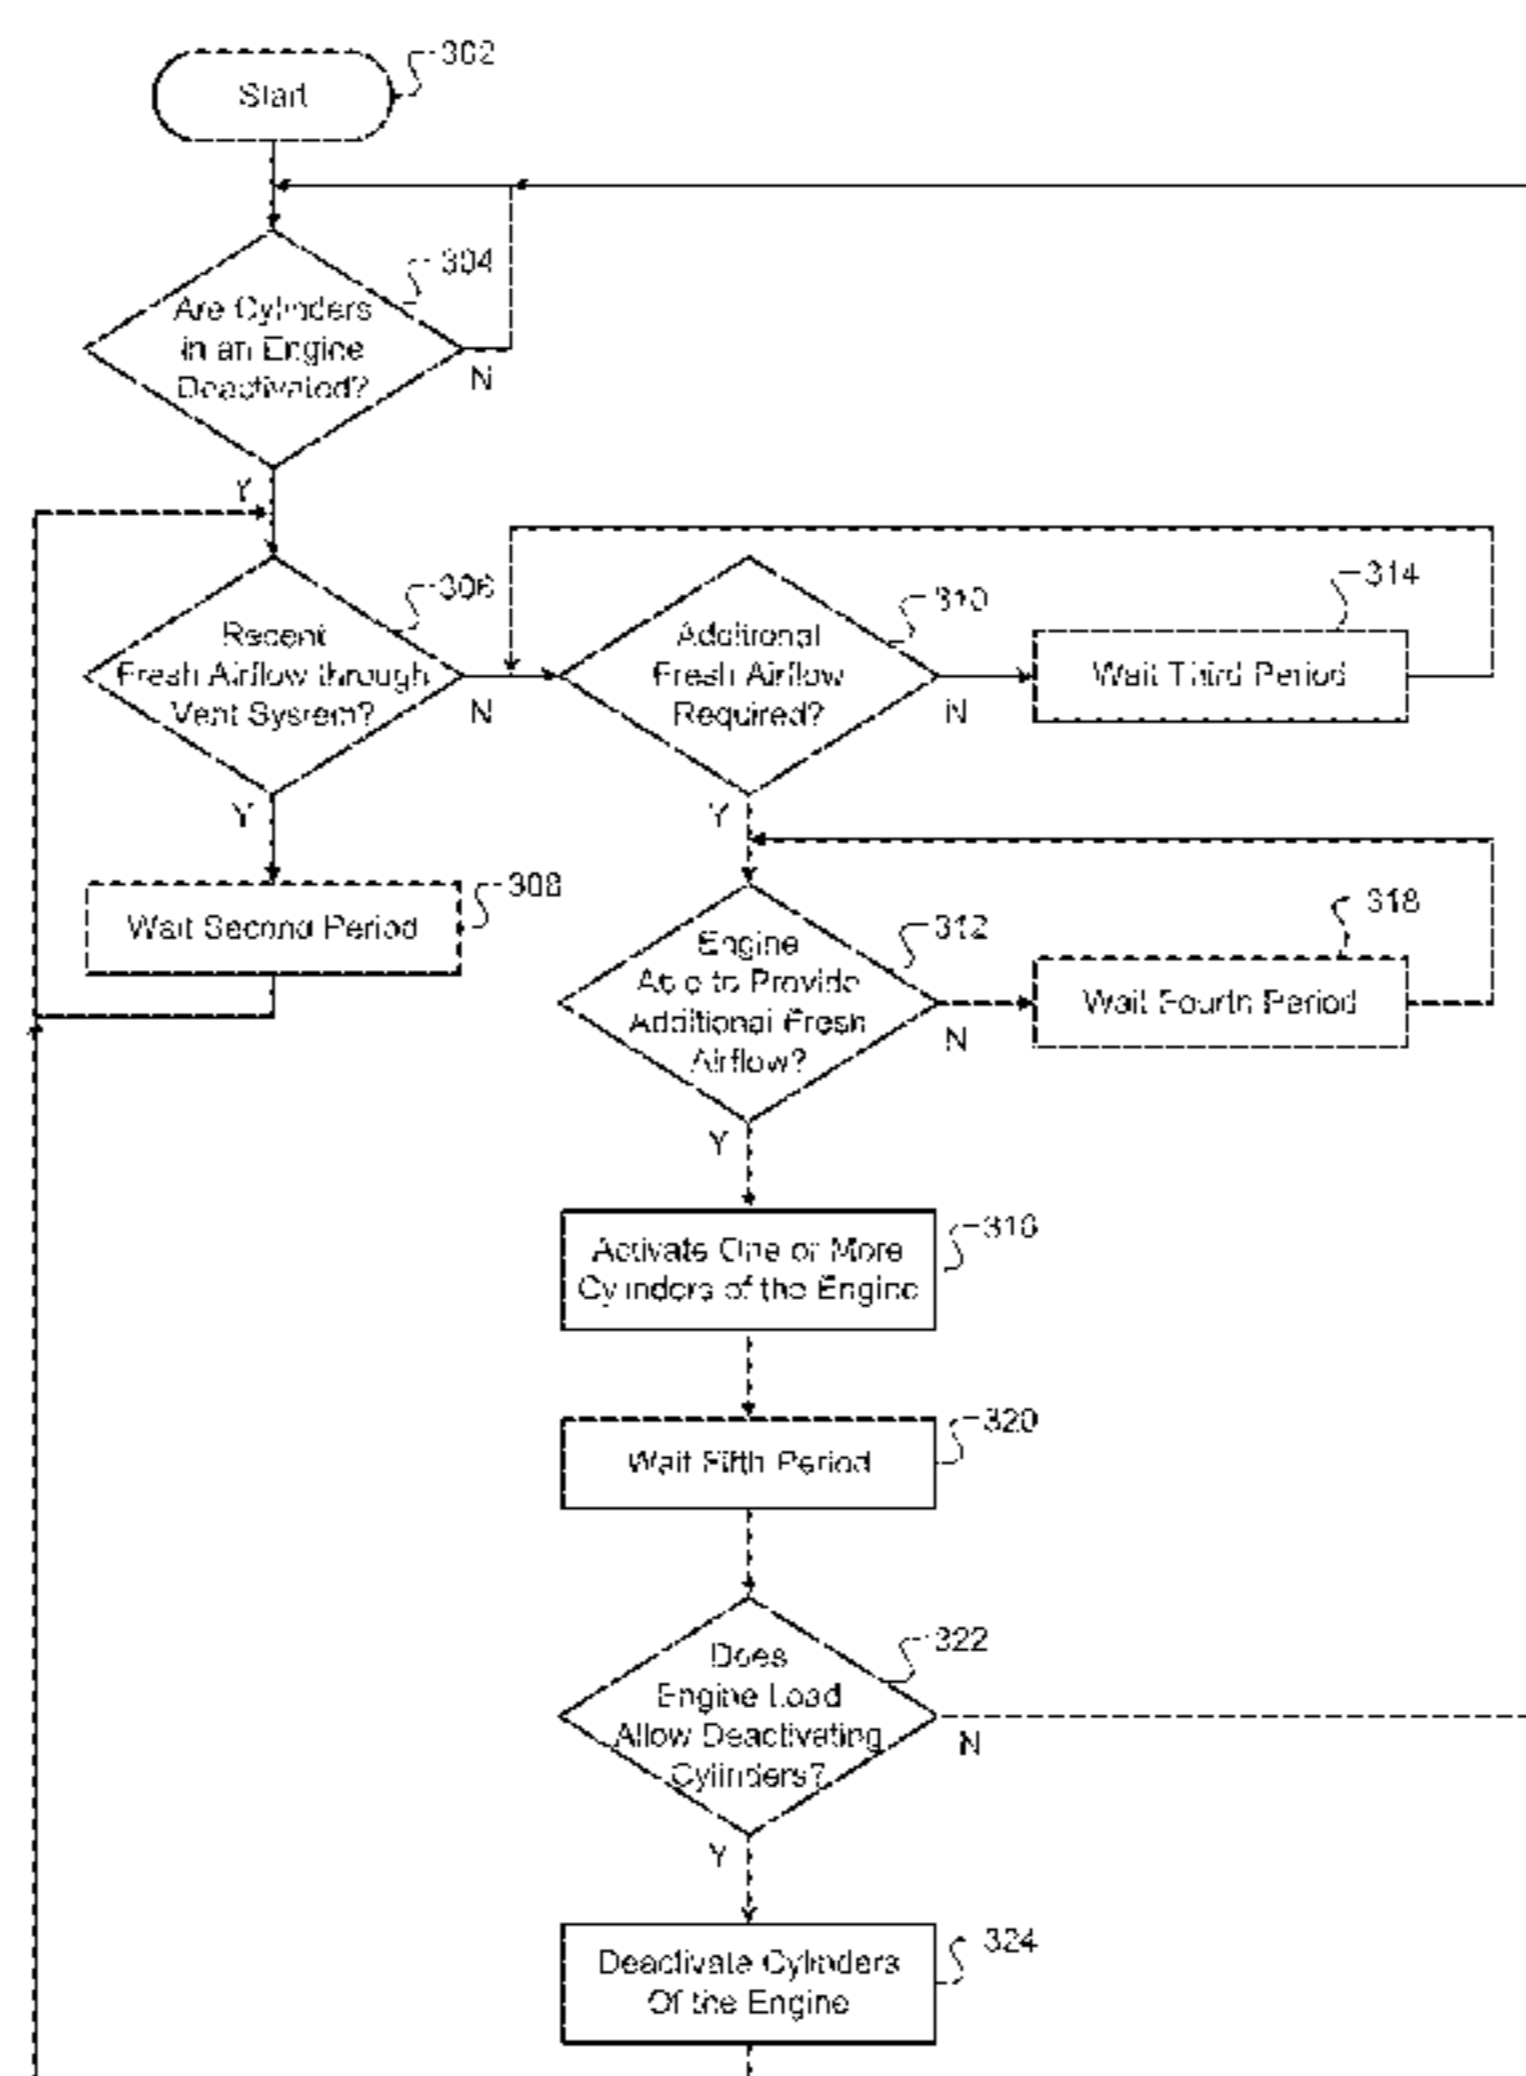 302
Start
304
Are Cylinders
in an Engine
Deactivated?
N
Y
306
Recent
Fresh Airflow through
Vent System?
N
Y
310
Additional
Fresh Airflow
Required?
N
Y
314
Wait Third Period
308
Wait Second Period
312
Engine
Able to Provide
Additional Fresh
Airflow?
N
Y
318
Wait Fourth Period
316
Activate One or More
Cylinders of the Engine
320
Wait Fifth Period
322
Does
Engine Load
Allow Deactivating
Cylinders?
N
Y
324
Deactivate Cylinders
Of the Engine